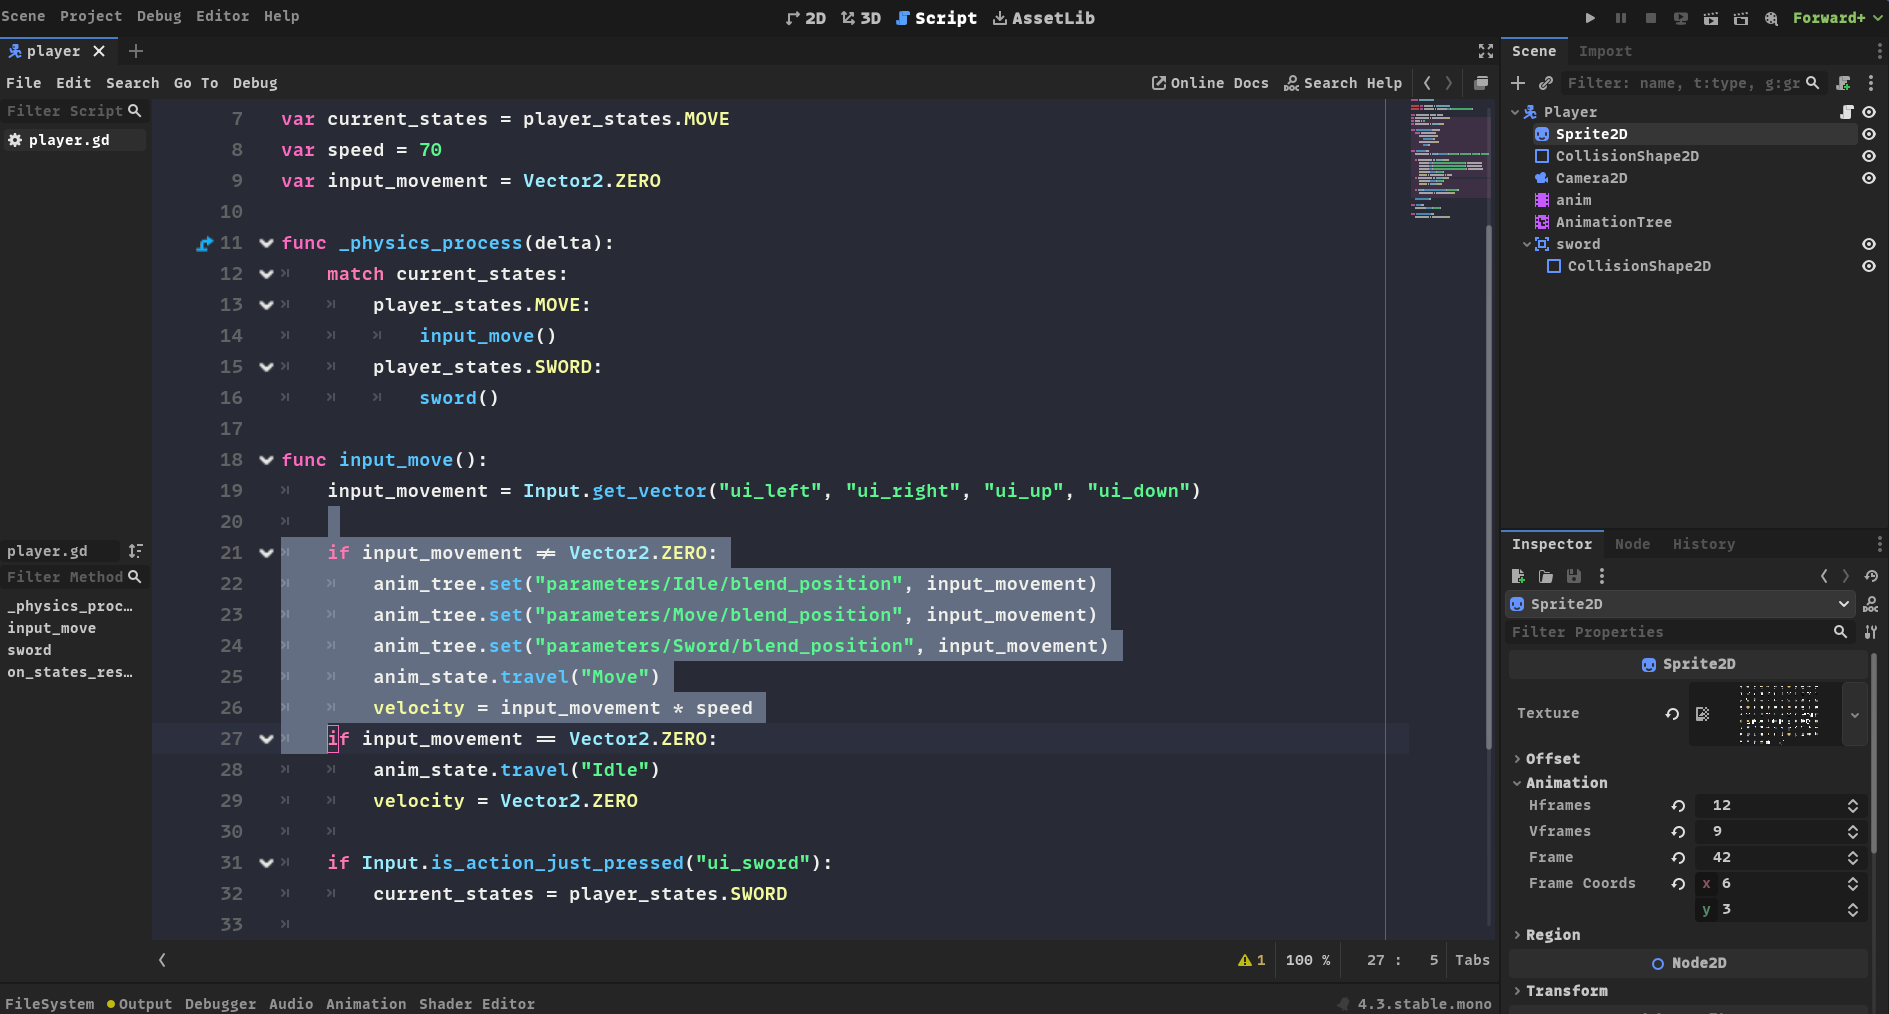 Scene Project Debug Editor Help
2D 3D Script AssetLib
Forward+
player
File Edit Search Go To Debug
Online Docs Search Help
Filter Script
player.gd
player.gd
Filter Method
_physics_proc...
input_move
sword
on_states_res...
7 var current_states = player_states.MOVE
8 var speed = 70
9 var input_movement = Vector2.ZERO
10
11 func _physics_process(delta):
12 match current_states:
13 player_states.MOVE:
14 input_move()
15 player_states.SWORD:
16 sword()
17
18 func input_move():
19 input_movement = Input.get_vector("ui_left", "ui_right", "ui_up", "ui_down")
20
21 if input_movement != Vector2.ZERO:
22 anim_tree.set("parameters/Idle/blend_position", input_movement)
23 anim_tree.set("parameters/Move/blend_position", input_movement)
24 anim_tree.set("parameters/Sword/blend_position", input_movement)
25 anim_state.travel("Move")
26 velocity = input_movement * speed
27 if input_movement == Vector2.ZERO:
28 anim_state.travel("Idle")
29 velocity = Vector2.ZERO
30
31 if Input.is_action_just_pressed("ui_sword"):
32 current_states = player_states.SWORD
33
1 100 % 27 : 5 Tabs
FileSystem Output Debugger Audio Animation Shader Editor
4.3.stable.mono
Scene Import
Filter: name, t:type, g:gr
Player
Sprite2D
CollisionShape2D
Camera2D
anim
AnimationTree
sword
CollisionShape2D
Inspector Node History
Sprite2D
Filter Properties
Sprite2D
Texture
Offset
Animation
Hframes 12
Vframes 9
Frame 42
Frame Coords x 6
y 3
Region
Node2D
Transform